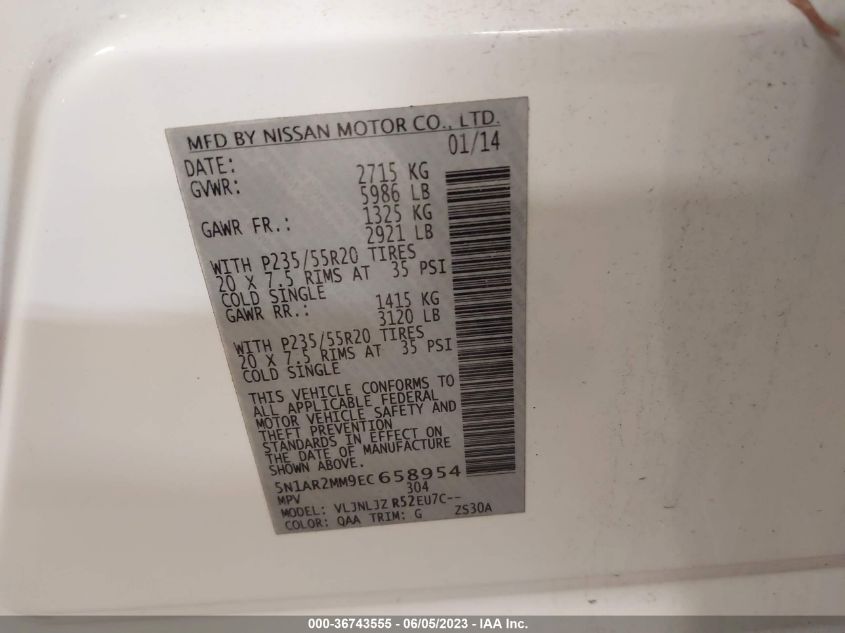 MFD BY NISSAN MOTOR CO., LTD.
DATE: 01/14
GVWR: 2715 KG
5986 LB
GAWR FR.: 1325 KG
2921 LB
WITH P235/55R20 TIRES
20 X 7.5 RIMS AT 35 PSI
COLD SINGLE
GAWR RR.: 1415 KG
3120 LB
WITH P235/55R20 TIRES
20 X 7.5 RIMS AT 35 PSI
COLD SINGLE
THIS VEHICLE CONFORMS TO
ALL APPLICABLE FEDERAL
MOTOR VEHICLE SAFETY AND
THEFT PREVENTION
STANDARDS IN EFFECT ON
THE DATE OF MANUFACTURE
SHOWN ABOVE.
5N1AR2MM9EC658954
MPV 304
MODEL: VLJNLJZ R52EU7C--
COLOR: QAA TRIM: G ZS30A
000-36743555 - 06/05/2023 - IAA Inc.